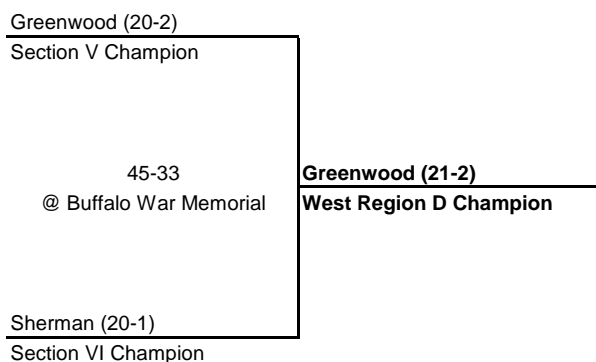 Greenwood (20-2)
Section V Champion
45-33
@ Buffalo War Memorial
Greenwood (21-2)
West Region D Champion
Sherman (20-1)
Section VI Champion